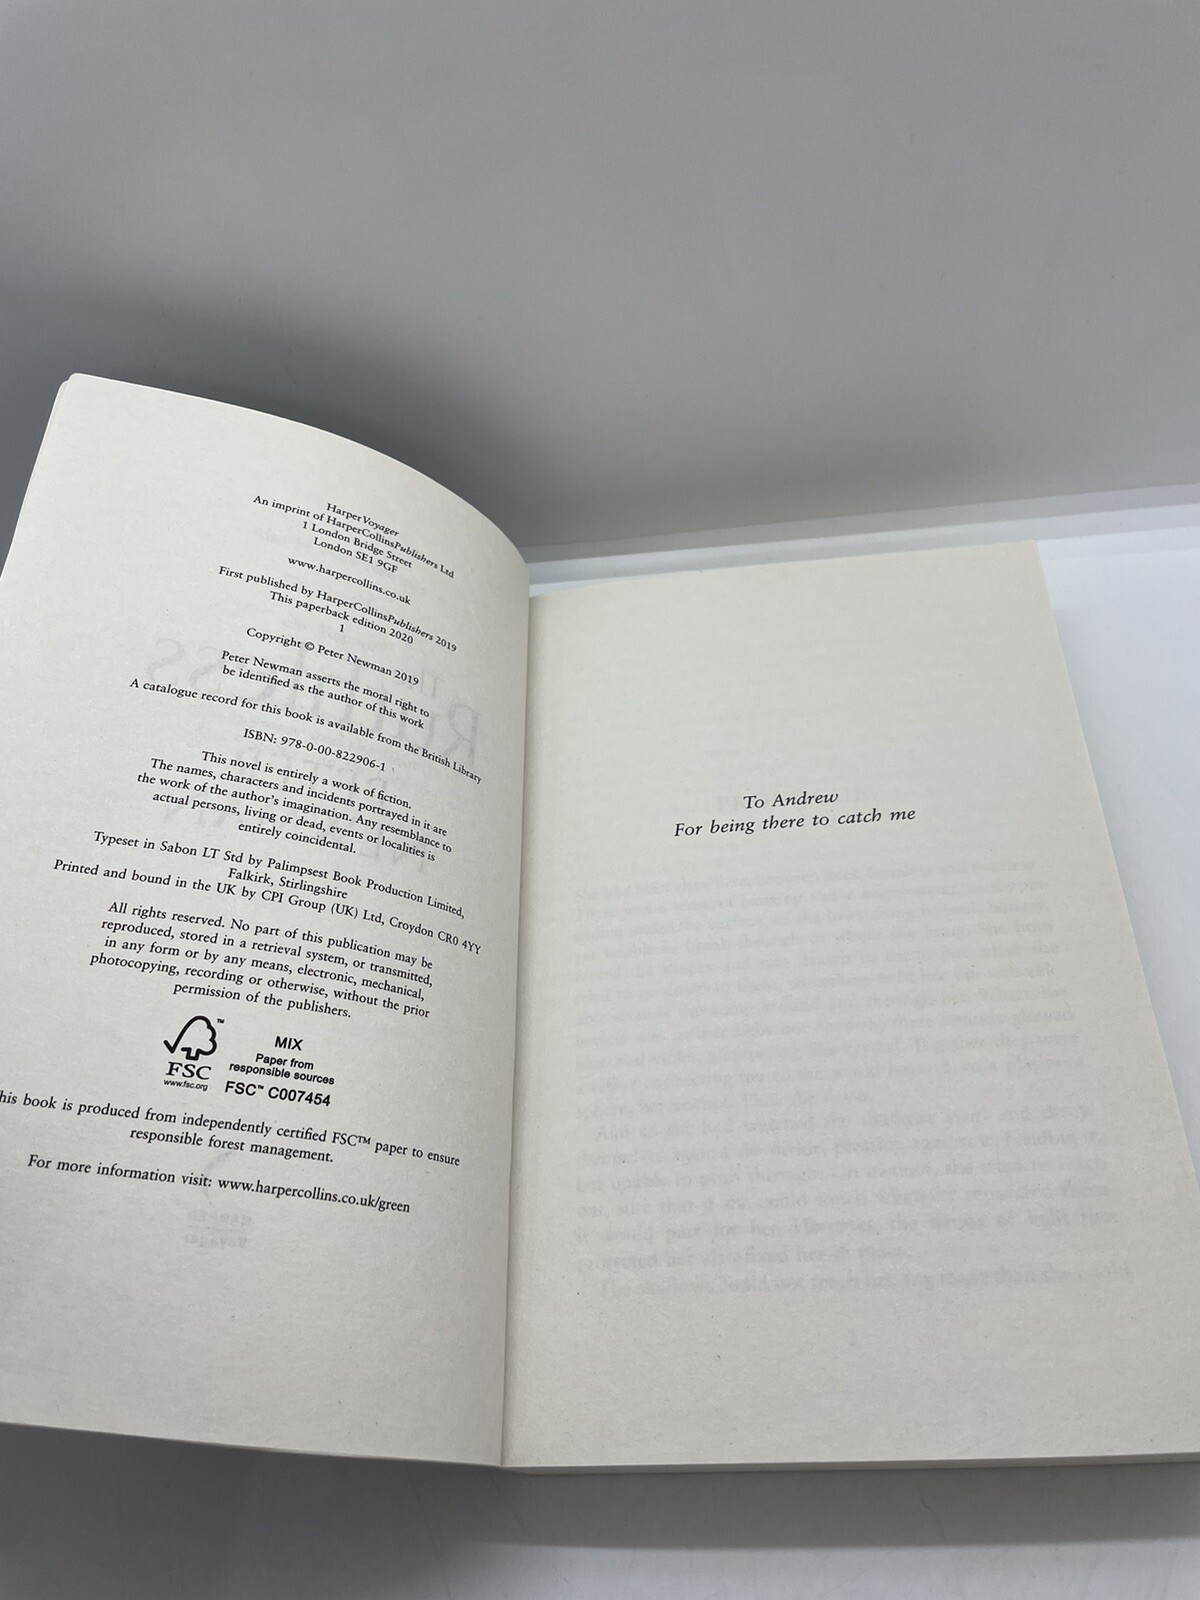 HarperVoyager
An imprint of HarperCollinsPublishers Ltd
1 London Bridge Street
London SE1 9GF
www.harpercollins.co.uk
First published by HarperCollinsPublishers 2019
This paperback edition 2020
1
Copyright © Peter Newman 2019
Peter Newman asserts the moral right to
be identified as the author of this work
A catalogue record for this book is available from the British Library
ISBN: 978-0-00-822906-1
This novel is entirely a work of fiction.
The names, characters and incidents portrayed in it are
the work of the author's imagination. Any resemblance to
actual persons, living or dead, events or localities is
entirely coincidental.
Typeset in Sabon LT Std by Palimpsest Book Production Limited,
Falkirk, Stirlingshire
Printed and bound in the UK by CPI Group (UK) Ltd, Croydon CR0 4YY
All rights reserved. No part of this publication may be
reproduced, stored in a retrieval system, or transmitted,
in any form or by any means, electronic, mechanical,
photocopying, recording or otherwise, without the prior
permission of the publishers.
FSC™
www.fsc.org
MIX
Paper from
responsible sources
FSC™ C007454
his book is produced from independently certified FSC™ paper to ensure
responsible forest management.
For more information visit: www.harpercollins.co.uk/green
To Andrew
For being there to catch me